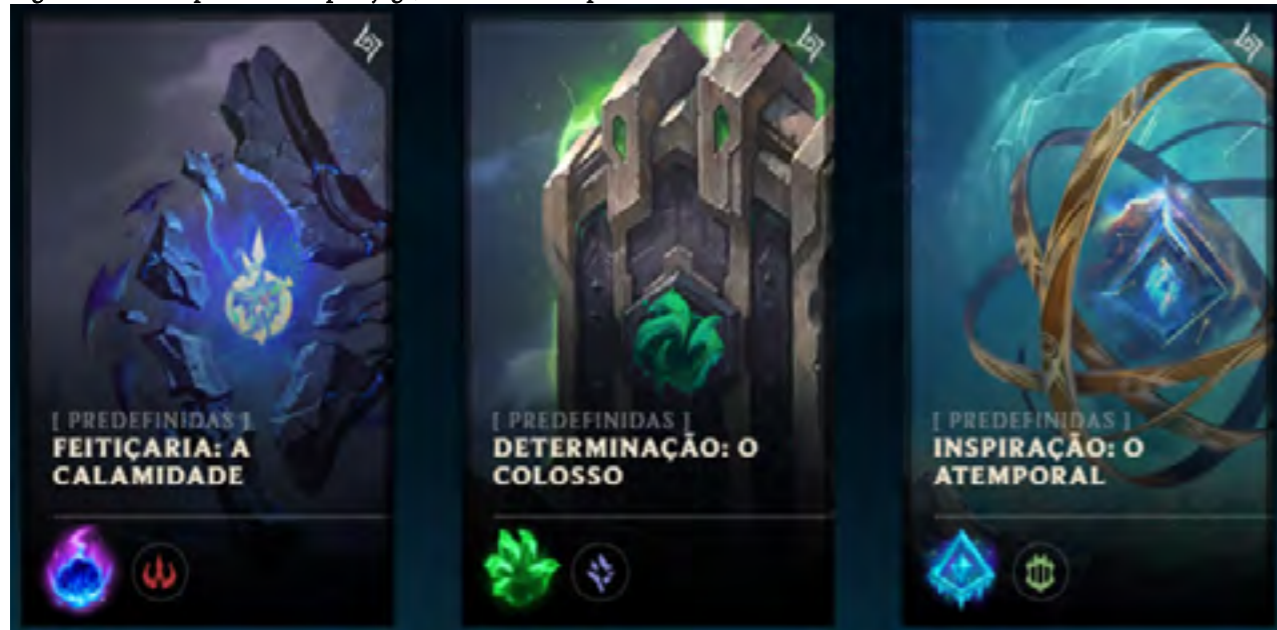 [ PREDEFINIDAS ]
FEITIÇARIA: A
CALAMIDADE
[ PREDEFINIDAS ]
DETERMINAÇÃO: O
COLOSSO
[ PREDEFINIDAS ]
INSPIRAÇÃO: O
ATEMPORAL